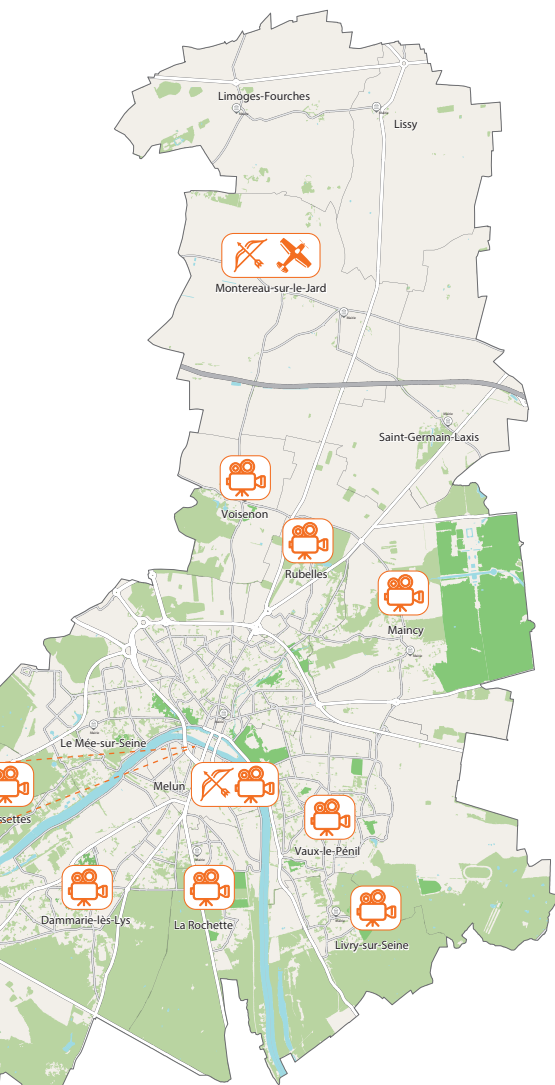 Limoges-Fourches
Lissy
Montereau-sur-le-Jard
Saint-Germain-Laxis
Voisenon
Rubelles
Maincy
Le Mée-sur-Seine
Melun
ssettes
Vaux-le-Pénil
Dammarie-lès-Lys
La Rochette
Livry-sur-Seine